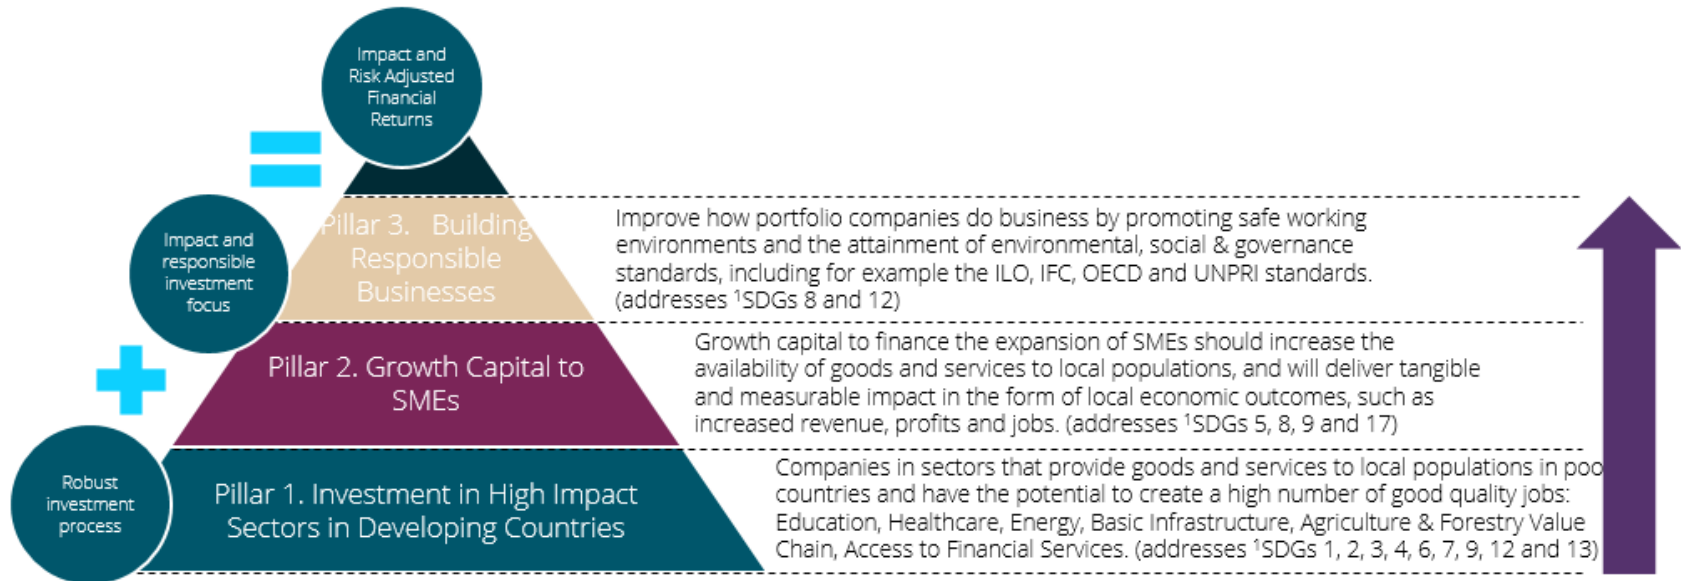 Impact and
Risk Adjusted
Financial
Returns
Impact and
responsible
investment
focus
Robust
investment
process
Pillar 3. Building
Responsible
Businesses
Improve how portfolio companies do business by promoting safe working
environments and the attainment of environmental, social & governance
standards, including for example the ILO, IFC, OECD and UNPRI standards.
(addresses ¹SDGs 8 and 12)
Pillar 2. Growth Capital to
SMEs
Growth capital to finance the expansion of SMEs should increase the
availability of goods and services to local populations, and will deliver tangible
and measurable impact in the form of local economic outcomes, such as
increased revenue, profits and jobs. (addresses ¹SDGs 5, 8, 9 and 17)
Pillar 1. Investment in High Impact
Sectors in Developing Countries
Companies in sectors that provide goods and services to local populations in poo
countries and have the potential to create a high number of good quality jobs:
Education, Healthcare, Energy, Basic Infrastructure, Agriculture & Forestry Value
Chain, Access to Financial Services. (addresses ¹SDGs 1, 2, 3, 4, 6, 7, 9, 12 and 13)